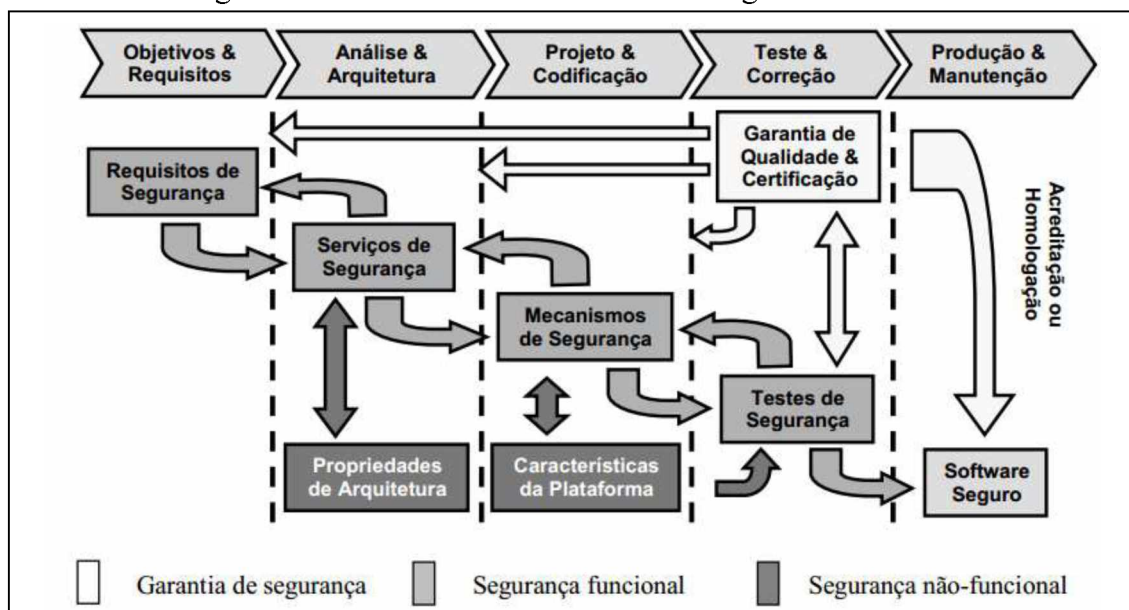 Objetivos &
Requisitos
Análise &
Arquitetura
Projeto &
Codificação
Teste &
Correção
Produção &
Manutenção
Garantia de
Qualidade &
Certificação
Requisitos de
Segurança
Acreditação ou
Homologação
Serviços de
Segurança
Mecanismos
de Segurança
Testes de
Segurança
Propriedades
de Arquitetura
Características
da Plataforma
Software
Seguro
Garantia de segurança
Segurança funcional
Segurança não-funcional